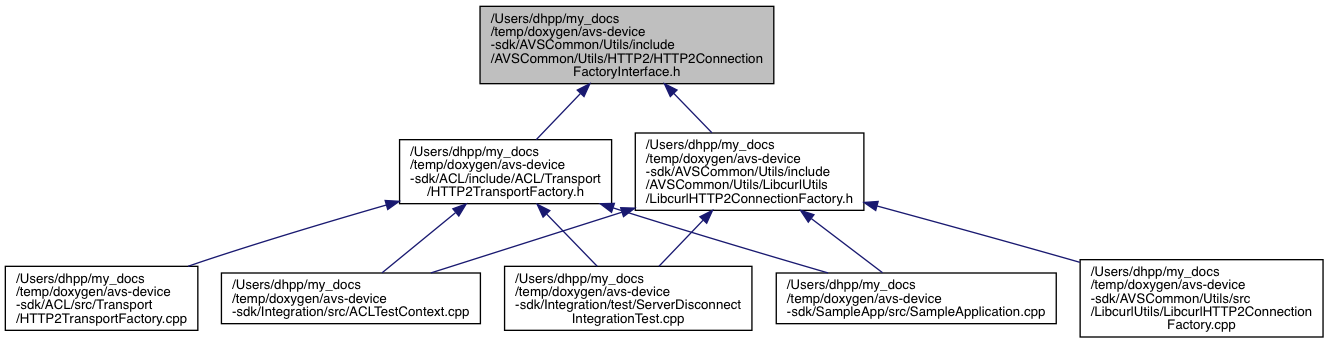 /Users/dhpp/my_docs
/temp/doxygen/avs-device
-sdk/AVSCommon/Utils/include
/AVSCommon/Utils/HTTP2/HTTP2Connection
FactoryInterface.h
/Users/dhpp/my_docs
/temp/doxygen/avs-device
-sdk/ACL/include/ACL/Transport
/HTTP2TransportFactory.h
/Users/dhpp/my_docs
/temp/doxygen/avs-device
-sdk/AVSCommon/Utils/include
/AVSCommon/Utils/LibcurlUtils
/LibcurlHTTP2ConnectionFactory.h
/Users/dhpp/my_docs
/temp/doxygen/avs-device
-sdk/ACL/src/Transport
/HTTP2TransportFactory.cpp
/Users/dhpp/my_docs
/temp/doxygen/avs-device
-sdk/Integration/src/ACLTestContext.cpp
/Users/dhpp/my_docs
/temp/doxygen/avs-device
-sdk/Integration/test/ServerDisconnect
IntegrationTest.cpp
/Users/dhpp/my_docs
/temp/doxygen/avs-device
-sdk/SampleApp/src/SampleApplication.cpp
/Users/dhpp/my_docs
/temp/doxygen/avs-device
-sdk/AVSCommon/Utils/src
/LibcurlUtils/LibcurlHTTP2Connection
Factory.cpp